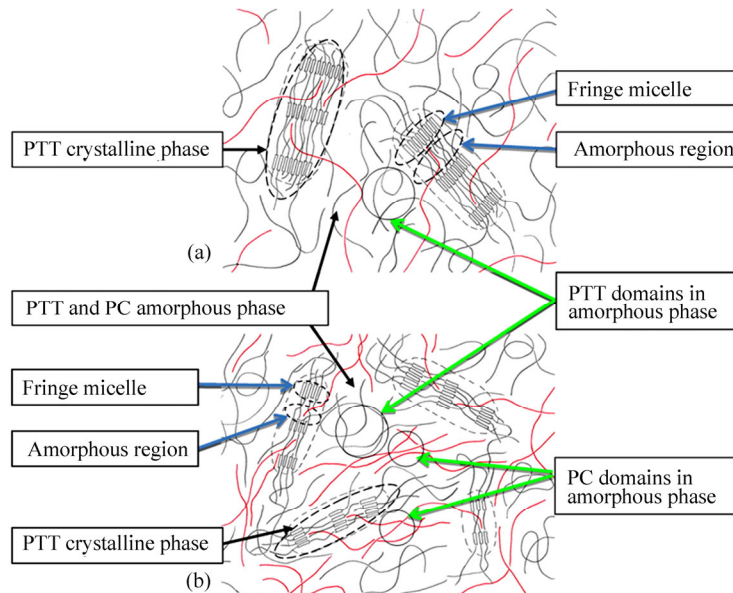 Fringe micelle
PTT crystalline phase
Amorphous region
(a)
PTT and PC amorphous phase
PTT domains in
amorphous phase
Fringe micelle
Amorphous region
PC domains in
amorphous phase
PTT crystalline phase
(b)